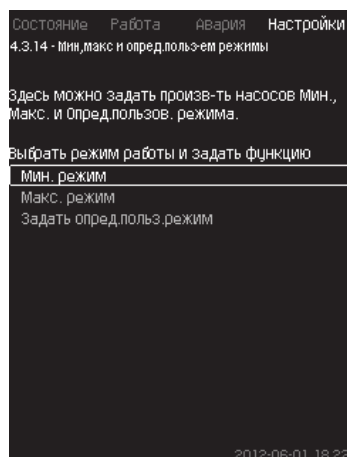 Состояние Работа Авария Настройки
4.3.14 - Мин,макс и опред.польз-ем режимы
Здесь можно задать произв-ть насосов Мин.,
Макс. и Опред.пользов. режима.
Выбрать режим работы и задать функцию
Мин. режим
Макс. режим
Задать опред.польз.режим
2012-06-01 18:22